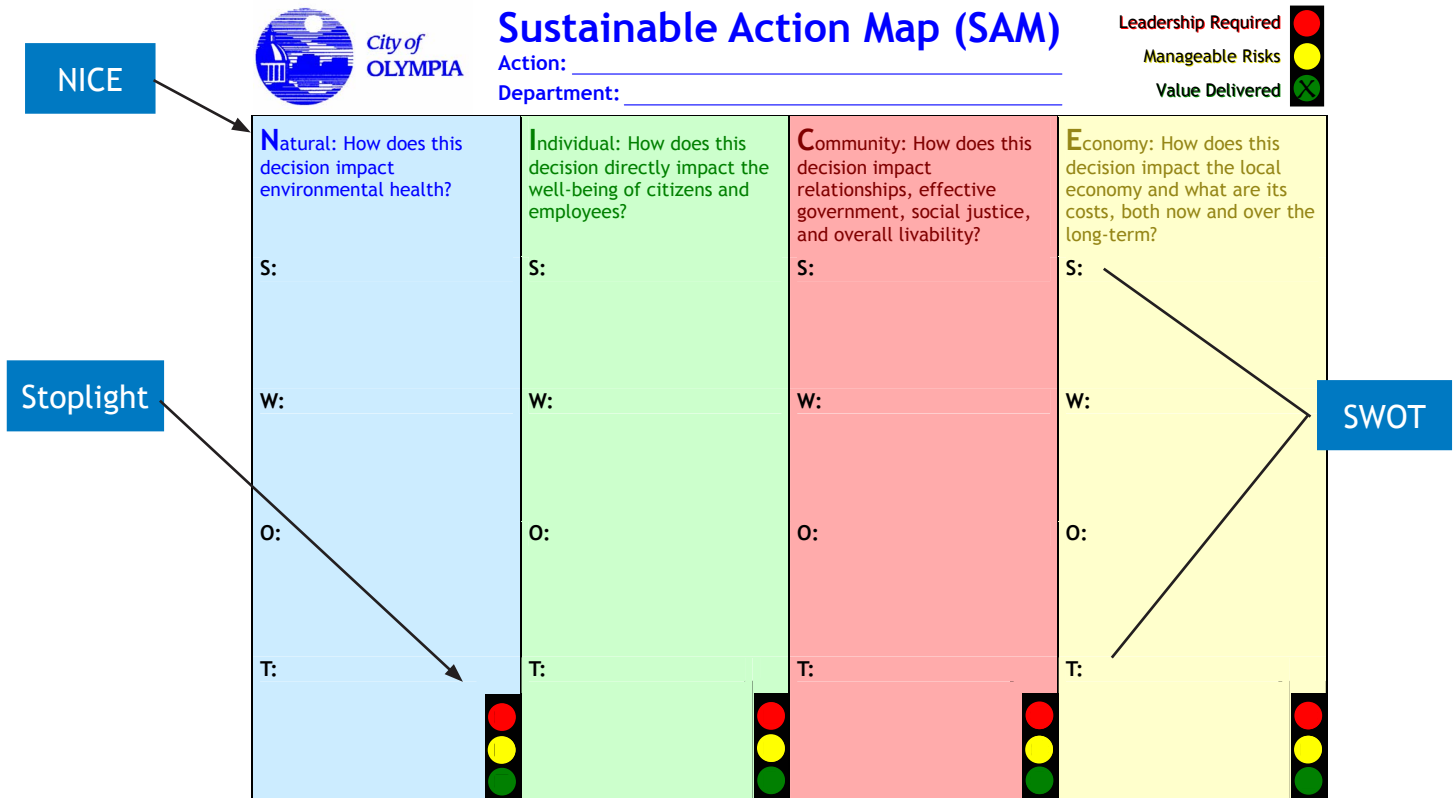 NICE
City of
OLYMPIA
Sustainable Action Map (SAM)
Action:
Department:
Leadership Required
Manageable Risks
Value Delivered X
Natural: How does this
decision impact
environmental health?
S:
W:
O:
T:
Individual: How does this
decision directly impact the
well-being of citizens and
employees?
S:
W:
O:
T:
Community: How does this
decision impact
relationships, effective
government, social justice,
and overall livability?
S:
W:
O:
T:
Economy: How does this
decision impact the local
economy and what are its
costs, both now and over the
long-term?
S:
W:
O:
T:
Stoplight
SWOT